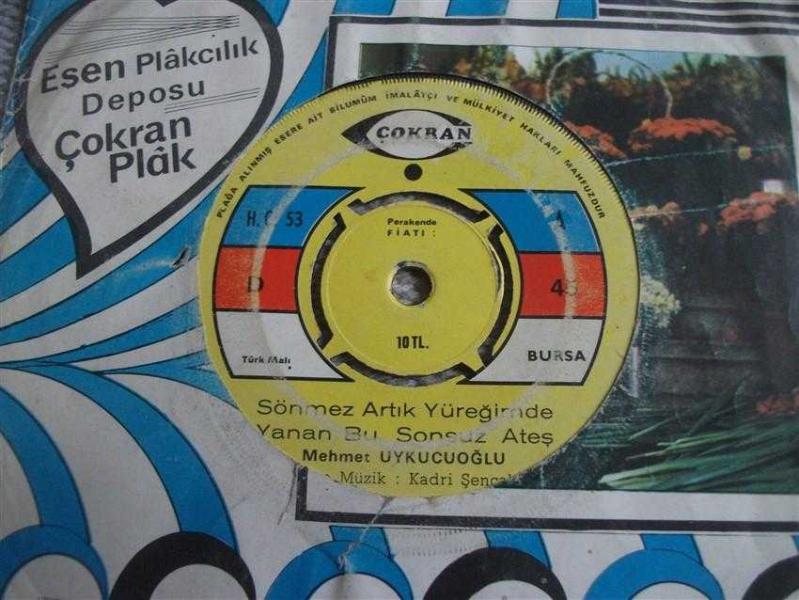 Esen Plâkcılık
Deposu
Çokran
Plâk
PLAĞA ALINMIŞ ESERE AİT BİLUMUM İMALÂTÇI VE MÜLKİYET HAKLARI MAHFUZDUR
ÇOKRAN
H. C. 53
A
Perakende
FİATI :
D
45
10 TL.
Türk Malı
BURSA
Sönmez Artık Yüreğimde
Yanan Bu Sonsuz Ateş
Mehmet UYKUCUOĞLU
Müzik : Kadri